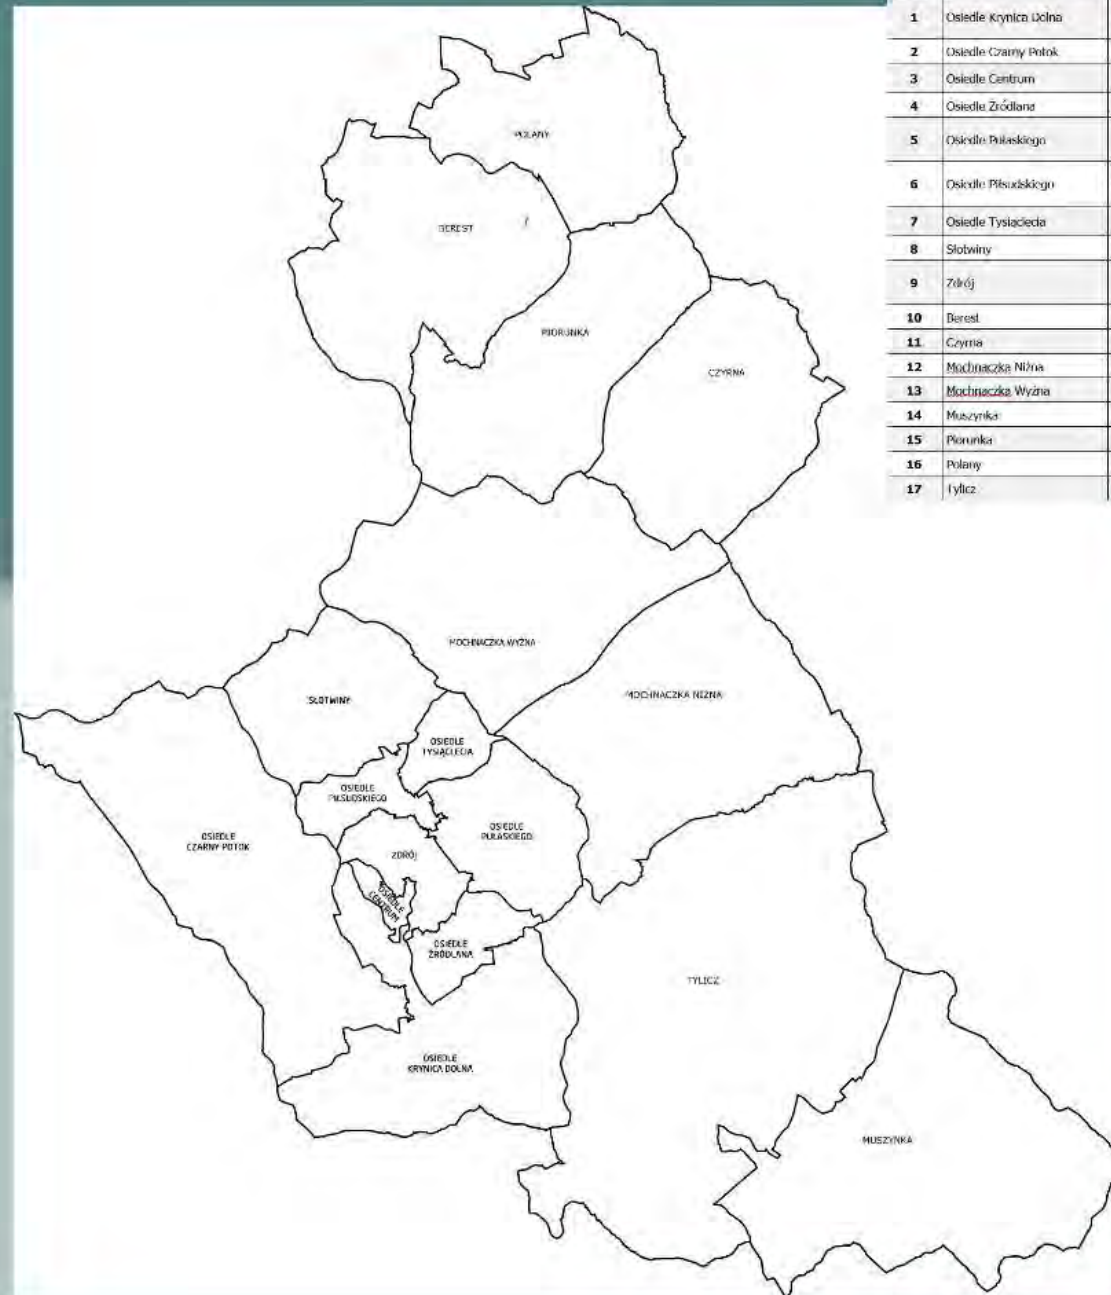 1 Osiedle Krynica Dolna
2 Osiedle Czarny Potok
3 Osiedle Centrum
4 Osiedle Źródlana
5 Osiedle Pułaskiego
6 Osiedle Piłsudskiego
7 Osiedle Tysiąclecia
8 Słotwiny
9 Zdrój
10 Berest
11 Czyrna
12 Mochnaczka Niżna
13 Mochnaczka Wyżna
14 Muszynka
15 Piorunka
16 Polany
17 Tylicz
POLANY
BEREST
PIORUNKA
CZYRNA
MOCHNACZKA WYŻNA
MOCHNACZKA NIŻNA
SŁOTWINY
OSIEDLE
TYSIĄCLECIA
OSIEDLE
PIŁSUDSKIEGO
OSIEDLE
PUŁASKIEGO
OSIEDLE
CZARNY POTOK
ZDRÓJ
OSIEDLE
CENTRUM
OSIEDLE
ŹRÓDLANA
TYLICZ
OSIEDLE
KRYNICA DOLNA
MUSZYNKA